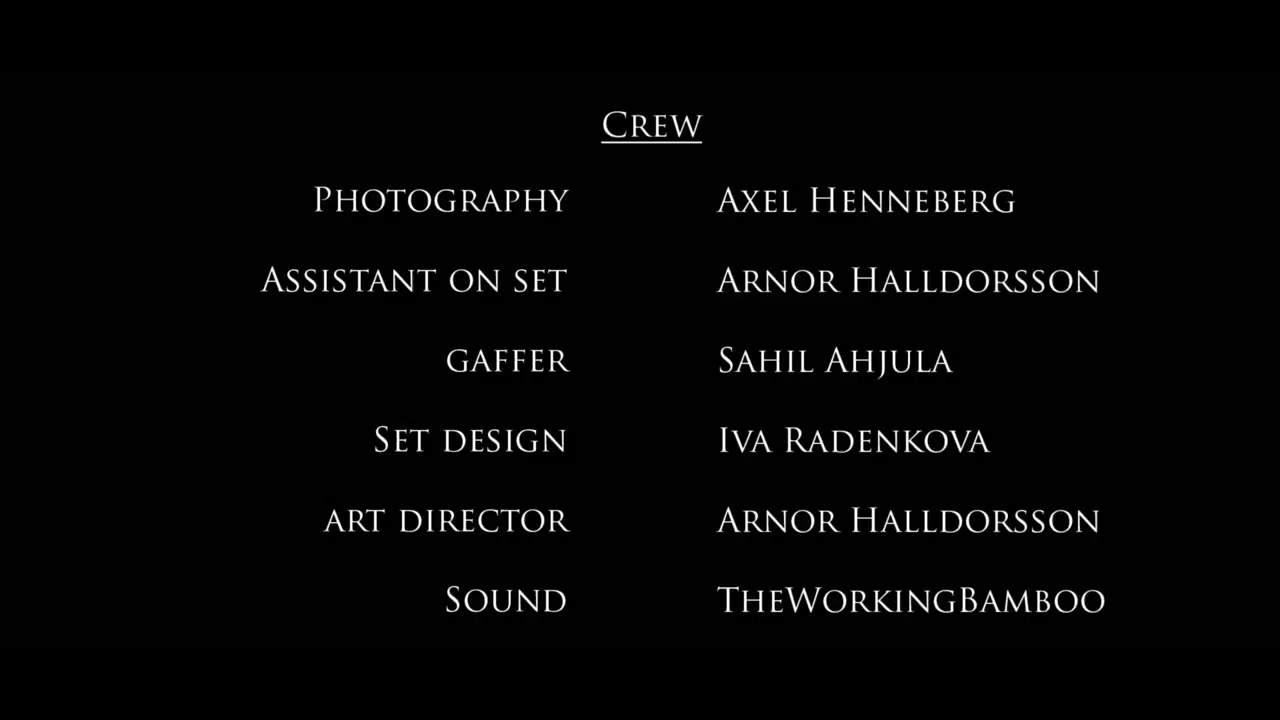 Crew
Photography Axel Henneberg
Assistant on set Arnor Halldorsson
gaffer Sahil Ahjula
Set design Iva Radenkova
art director Arnor Halldorsson
Sound TheWorkingBamboo